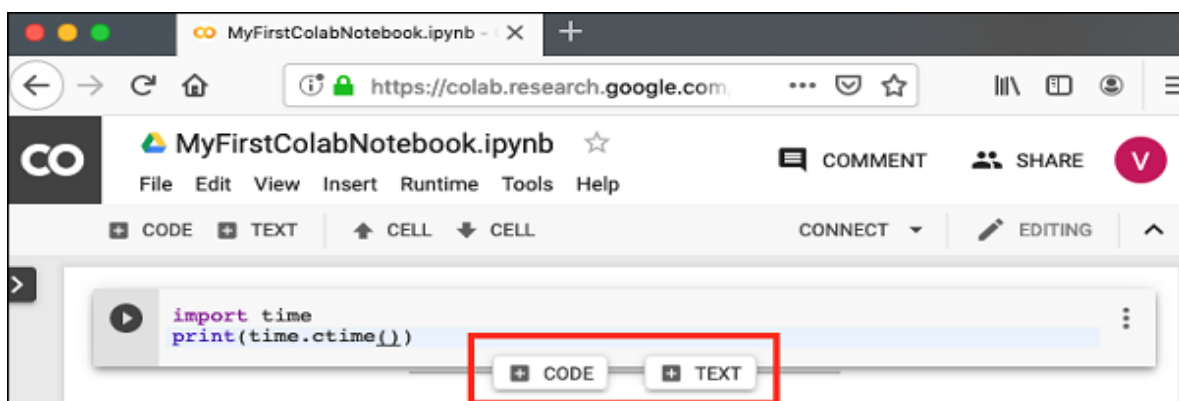 MyFirstColabNotebook.ipynb -
https://colab.research.google.com
CO
MyFirstColabNotebook.ipynb
COMMENT SHARE V
File Edit View Insert Runtime Tools Help
CODE TEXT CELL CELL CONNECT EDITING
import time
print(time.ctime())
CODE TEXT